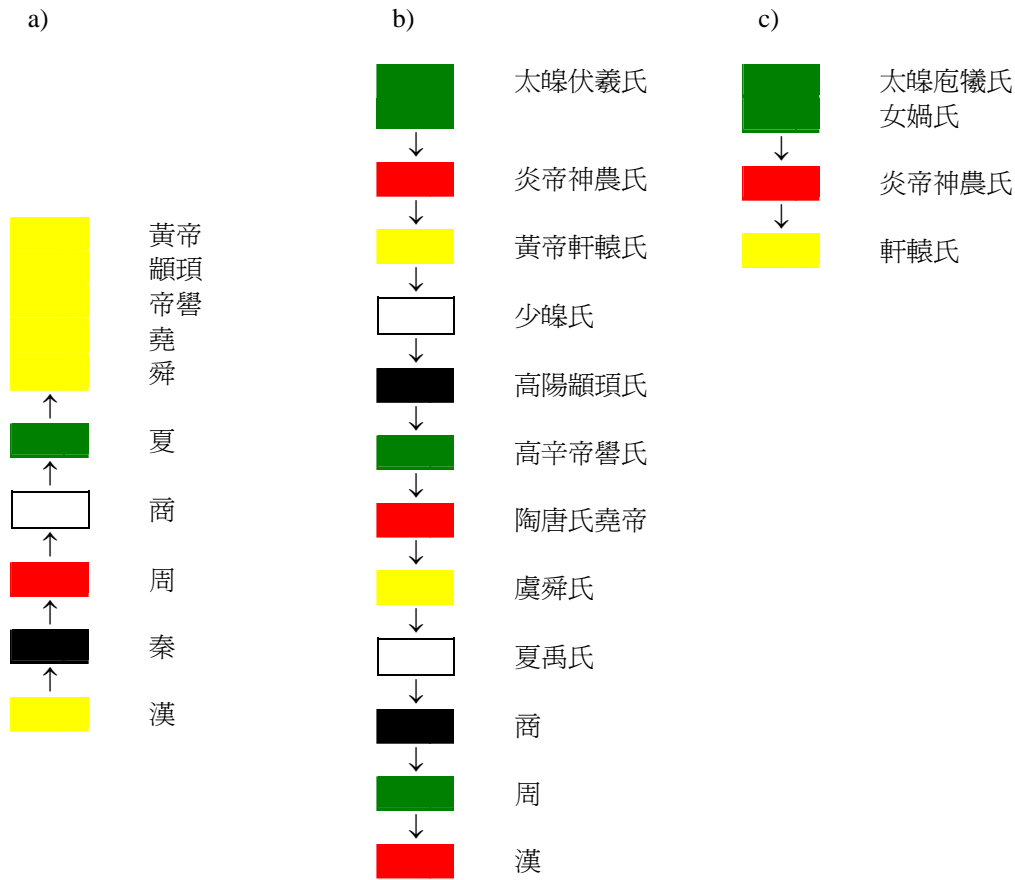 a)
黃帝
顓頊
帝嚳
堯
舜
夏
商
周
秦
漢
b)
太皞伏羲氏
炎帝神農氏
黃帝軒轅氏
少皞氏
高陽顓頊氏
高辛帝嚳氏
陶唐氏堯帝
虞舜氏
夏禹氏
商
周
漢
c)
太皞庖犧氏
女媧氏
炎帝神農氏
軒轅氏